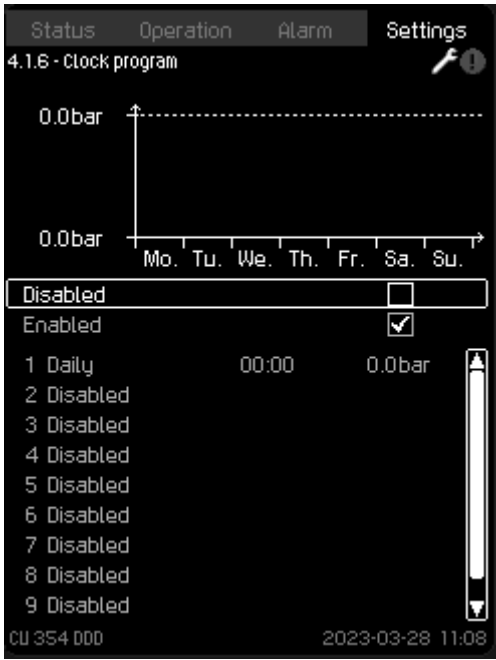 Status Operation Alarm Settings
4.1.6 - Clock program
0.0bar
0.0bar
Mo. Tu. We. Th. Fr. Sa. Su.
Disabled
Enabled
1 Daily 00:00 0.0bar
2 Disabled
3 Disabled
4 Disabled
5 Disabled
6 Disabled
7 Disabled
8 Disabled
9 Disabled
CU 354 DDD 2023-03-28 11:08